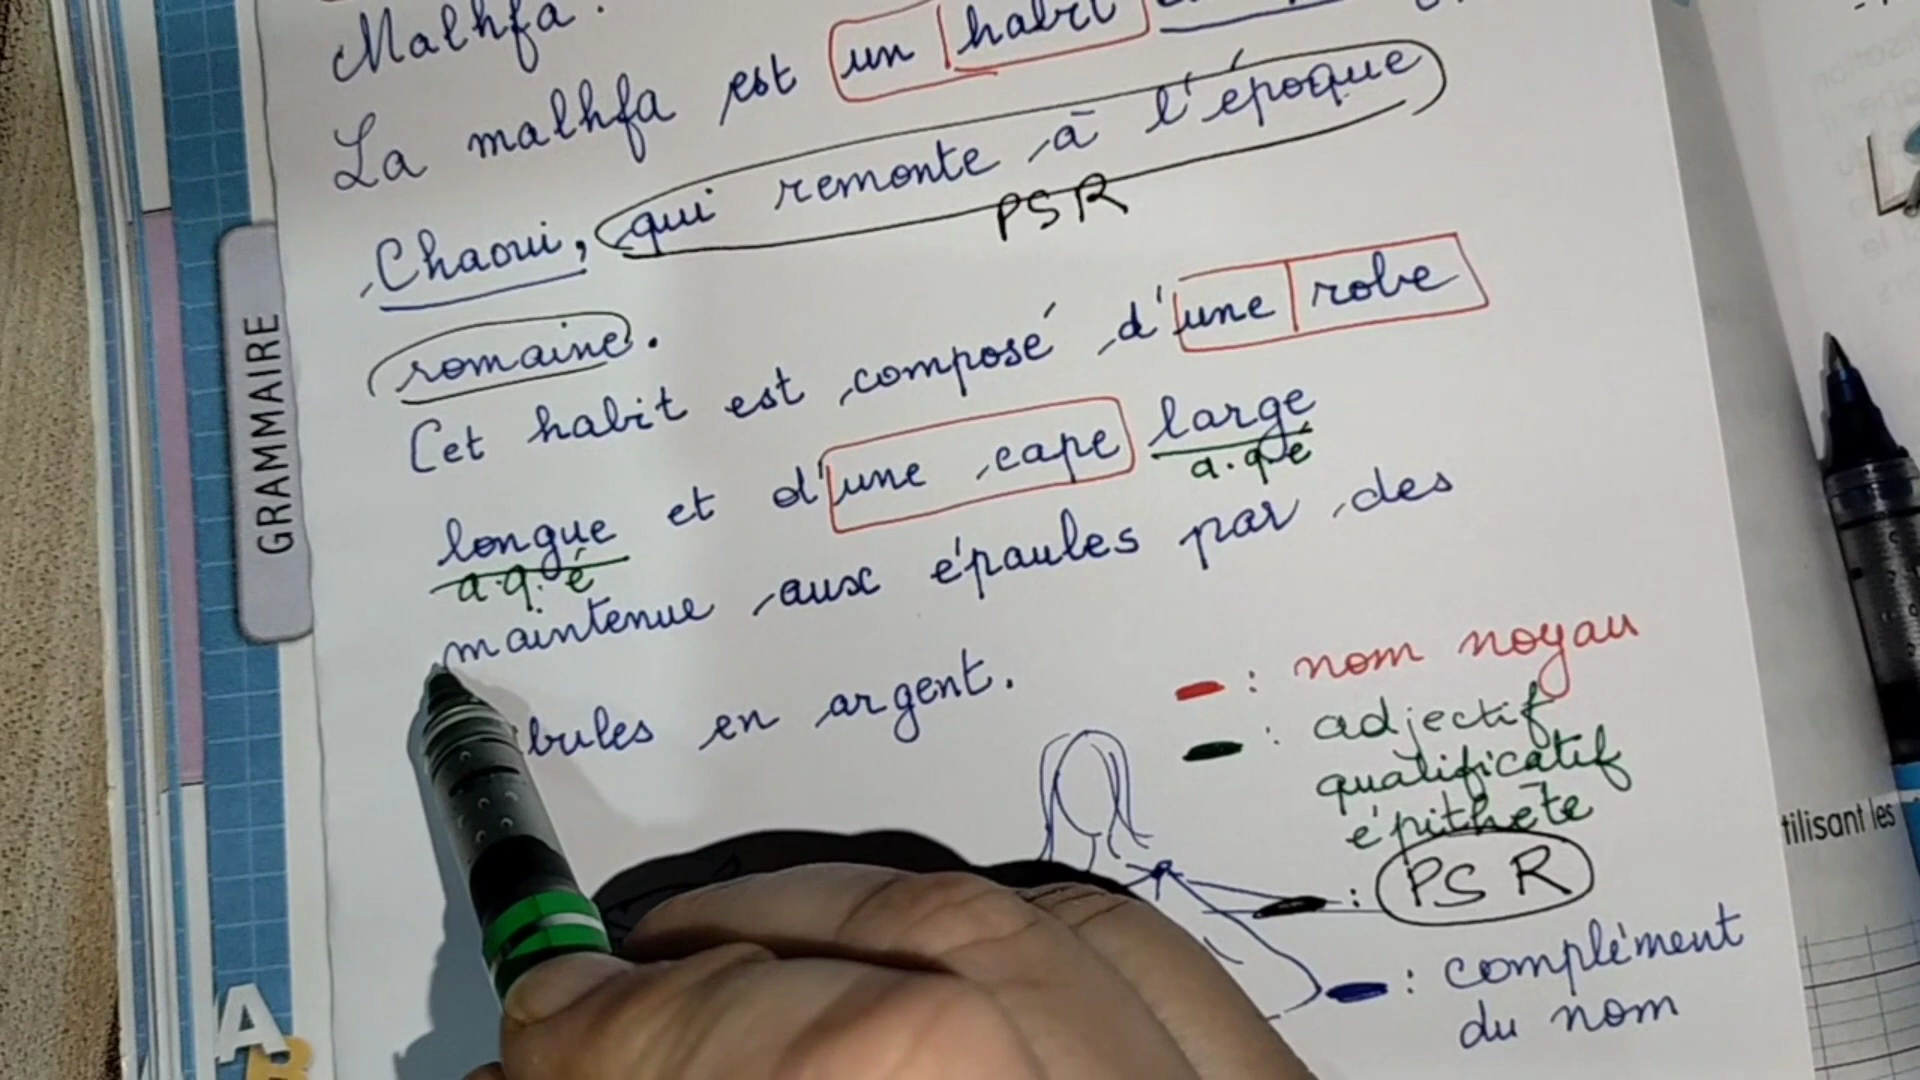 Malhfa.
La malhfa est un habit
Chaoui, qui remonte à l'époque
PSR
romaine.
Cet habit est composé d'une robe
longue et d'une cape large
a.q.é a.q.é
maintenue aux épaules par des
bules en argent.
: nom noyau
: adjectif
qualificatif
épithète
: PSR
: complément
du nom
GRAMMAIRE
tilisant les
A